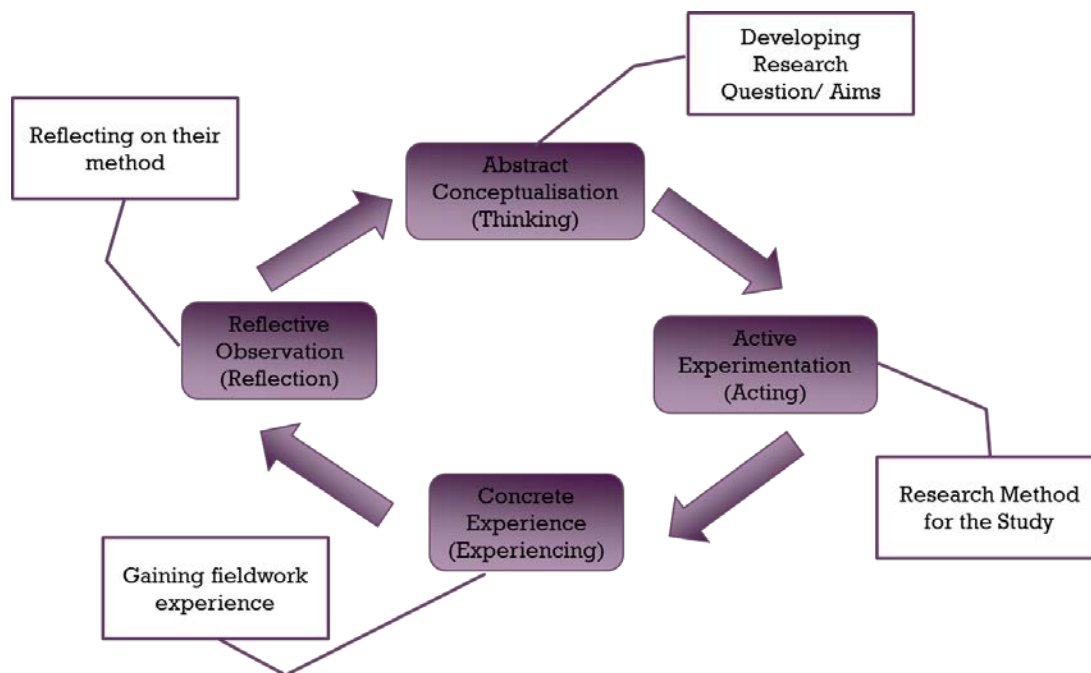 Developing
Research
Question/ Aims
Reflecting on their
method
Abstract
Conceptualisation
(Thinking)
Reflective
Observation
(Reflection)
Active
Experimentation
(Acting)
Concrete
Experience
(Experiencing)
Research Method
for the Study
Gaining fieldwork
experience